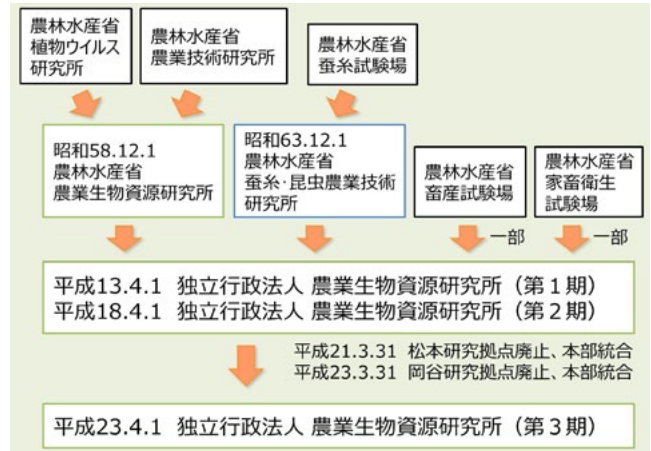 農林水産省
植物ウイルス
研究所
農林水産省
農業技術研究所
農林水産省
蚕糸試験場
昭和58.12.1
農林水産省
農業生物資源研究所
昭和63.12.1
農林水産省
蚕糸・昆虫農業技術
研究所
農林水産省
畜産試験場
農林水産省
家畜衛生
試験場
一部
一部
平成13.4.1 独立行政法人 農業生物資源研究所（第１期）
平成18.4.1 独立行政法人 農業生物資源研究所（第２期）
平成21.3.31 松本研究拠点廃止、本部統合
平成23.3.31 岡谷研究拠点廃止、本部統合
平成23.4.1 独立行政法人 農業生物資源研究所（第３期）